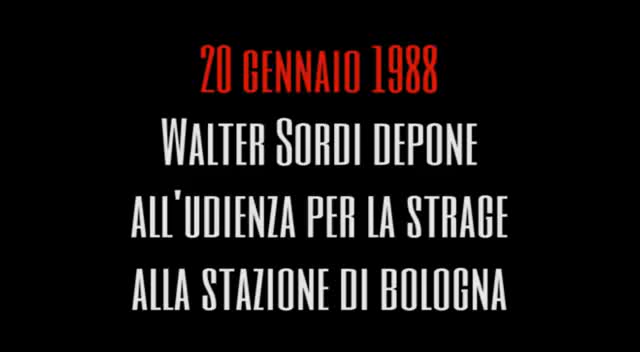 20 GENNAIO 1988
WALTER SORDI DEPONE
ALL'UDIENZA PER LA STRAGE
ALLA STAZIONE DI BOLOGNA